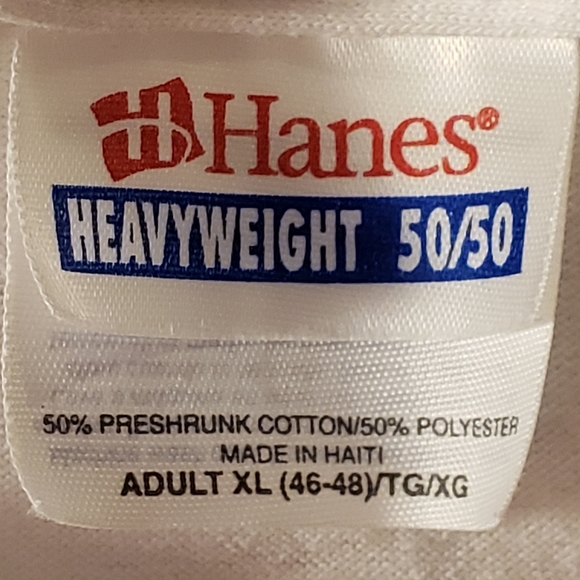 Hanes®
HEAVYWEIGHT 50/50
50% PRESHRUNK COTTON/50% POLYESTER
MADE IN HAITI
ADULT XL (46-48)/TG/XG